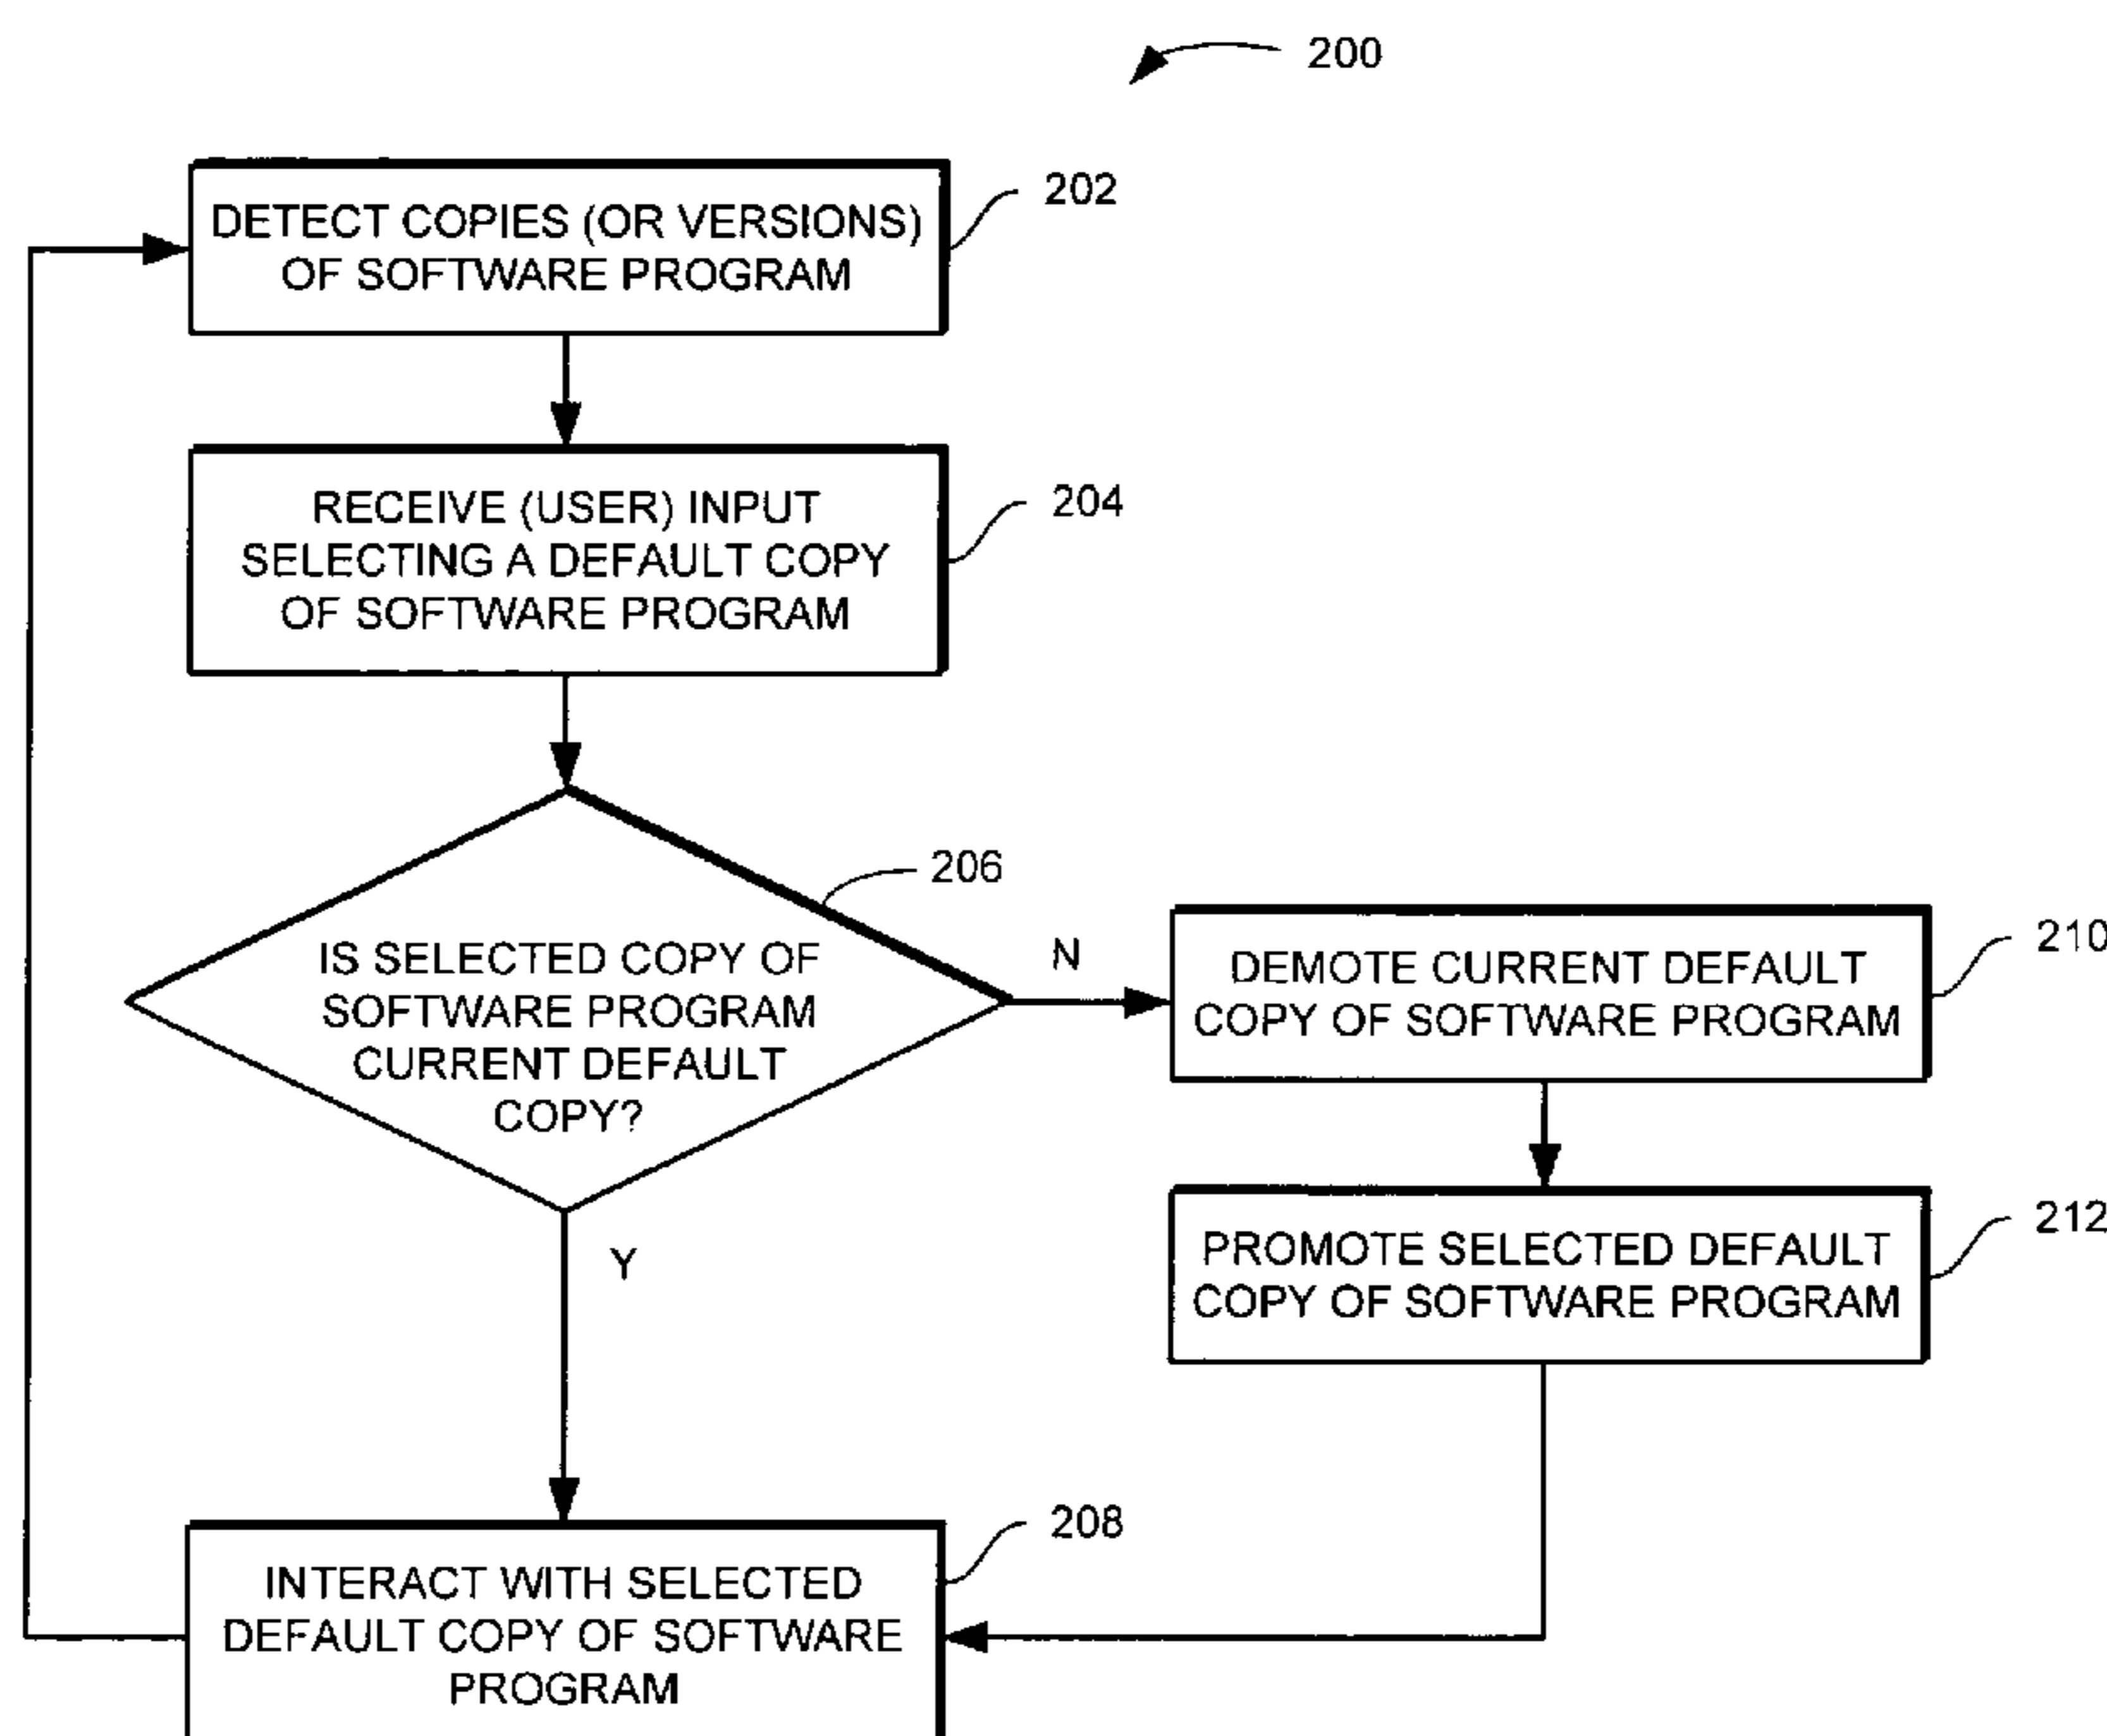 200
202
DETECT COPIES (OR VERSIONS)
OF SOFTWARE PROGRAM
204
RECEIVE (USER) INPUT
SELECTING A DEFAULT COPY
OF SOFTWARE PROGRAM
206
IS SELECTED COPY OF
SOFTWARE PROGRAM
CURRENT DEFAULT
COPY?
N
210
DEMOTE CURRENT DEFAULT
COPY OF SOFTWARE PROGRAM
212
PROMOTE SELECTED DEFAULT
COPY OF SOFTWARE PROGRAM
Y
208
INTERACT WITH SELECTED
DEFAULT COPY OF SOFTWARE
PROGRAM